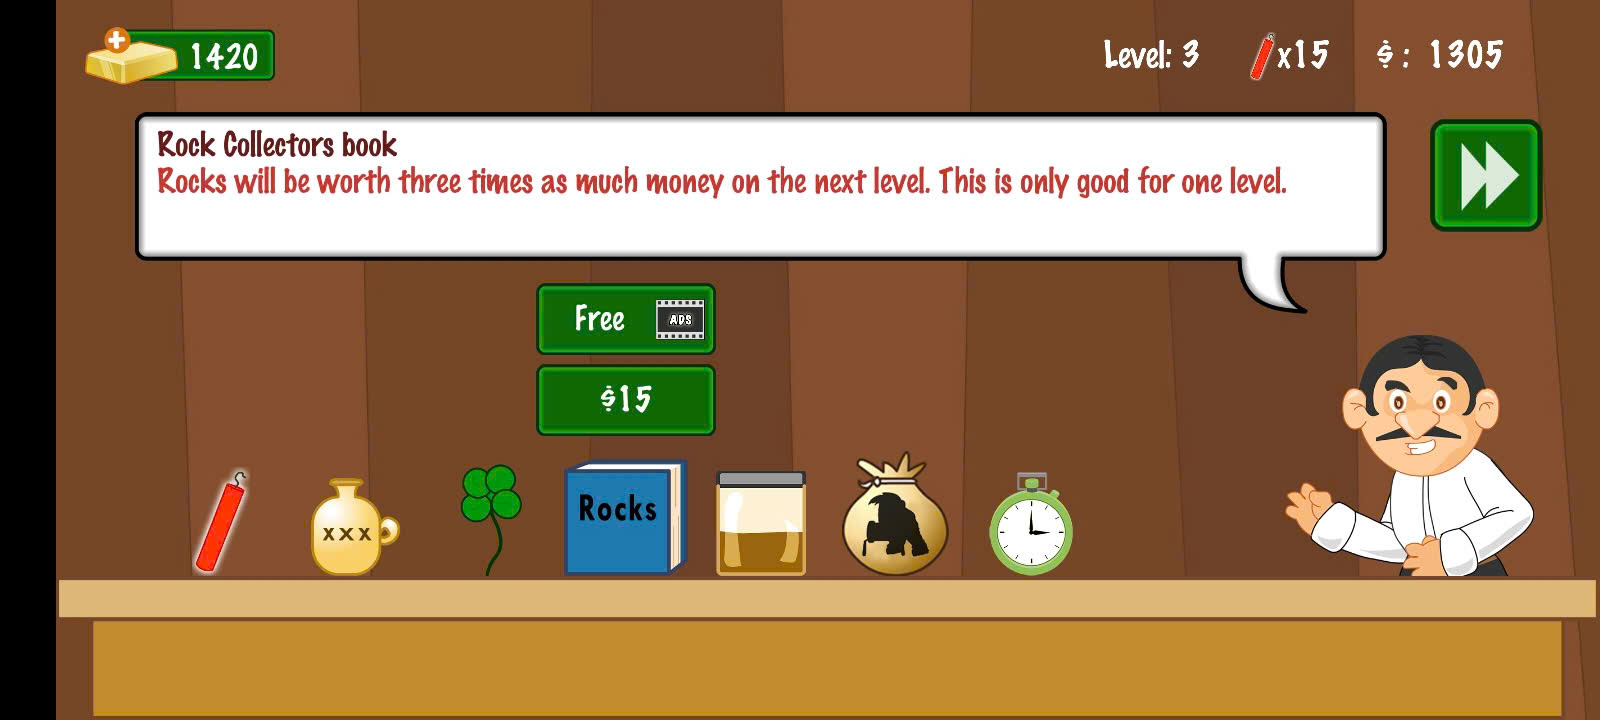 1420
Level: 3
x15
$ : 1305
Rock Collectors book
Rocks will be worth three times as much money on the next level. This is only good for one level.
Free
ADS
$15
xxx
Rocks